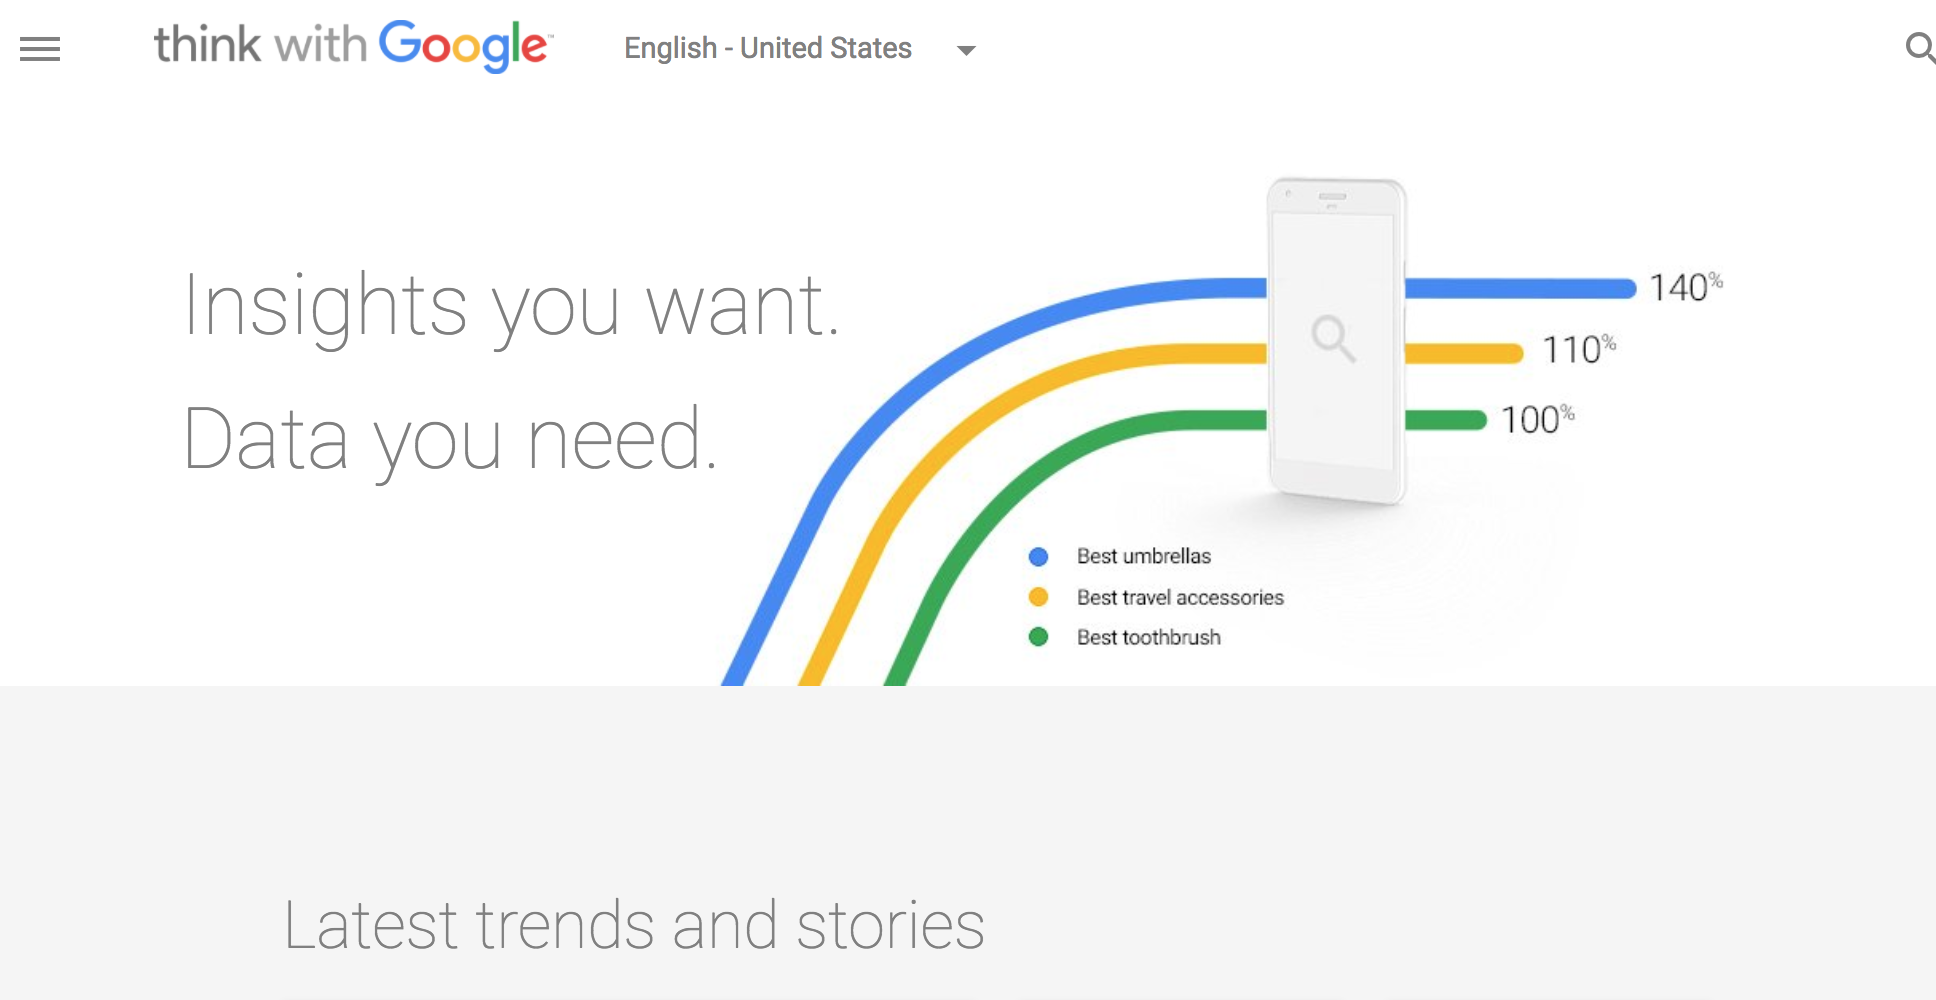 think with Google™
English - United States
Insights you want.
Data you need.
140%
110%
100%
Best umbrellas
Best travel accessories
Best toothbrush
Latest trends and stories